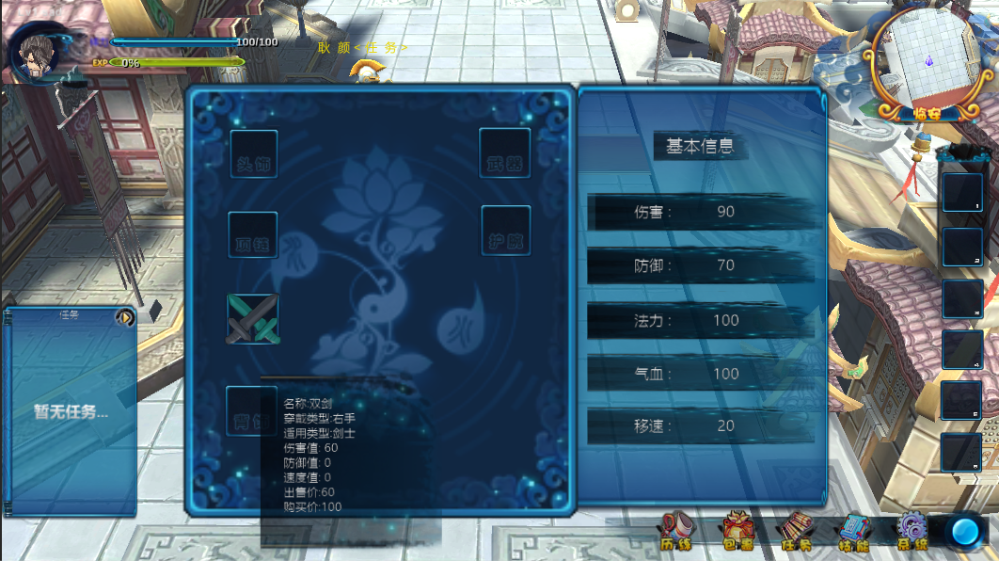 100/100
耿 颜<任 务>
EXP
0%
临安
头饰
武器
基本信息
1
项链
护腕
伤害： 90
2
防御： 70
任务
法力： 100
4
气血： 100
暂无任务...
背饰
移速： 20
名称:双剑
穿戴类型:右手
适用类型:剑士
伤害值: 60
防御值: 0
速度值: 0
出售价:60
购买价:100
历练
包裹
任务
技能
系统